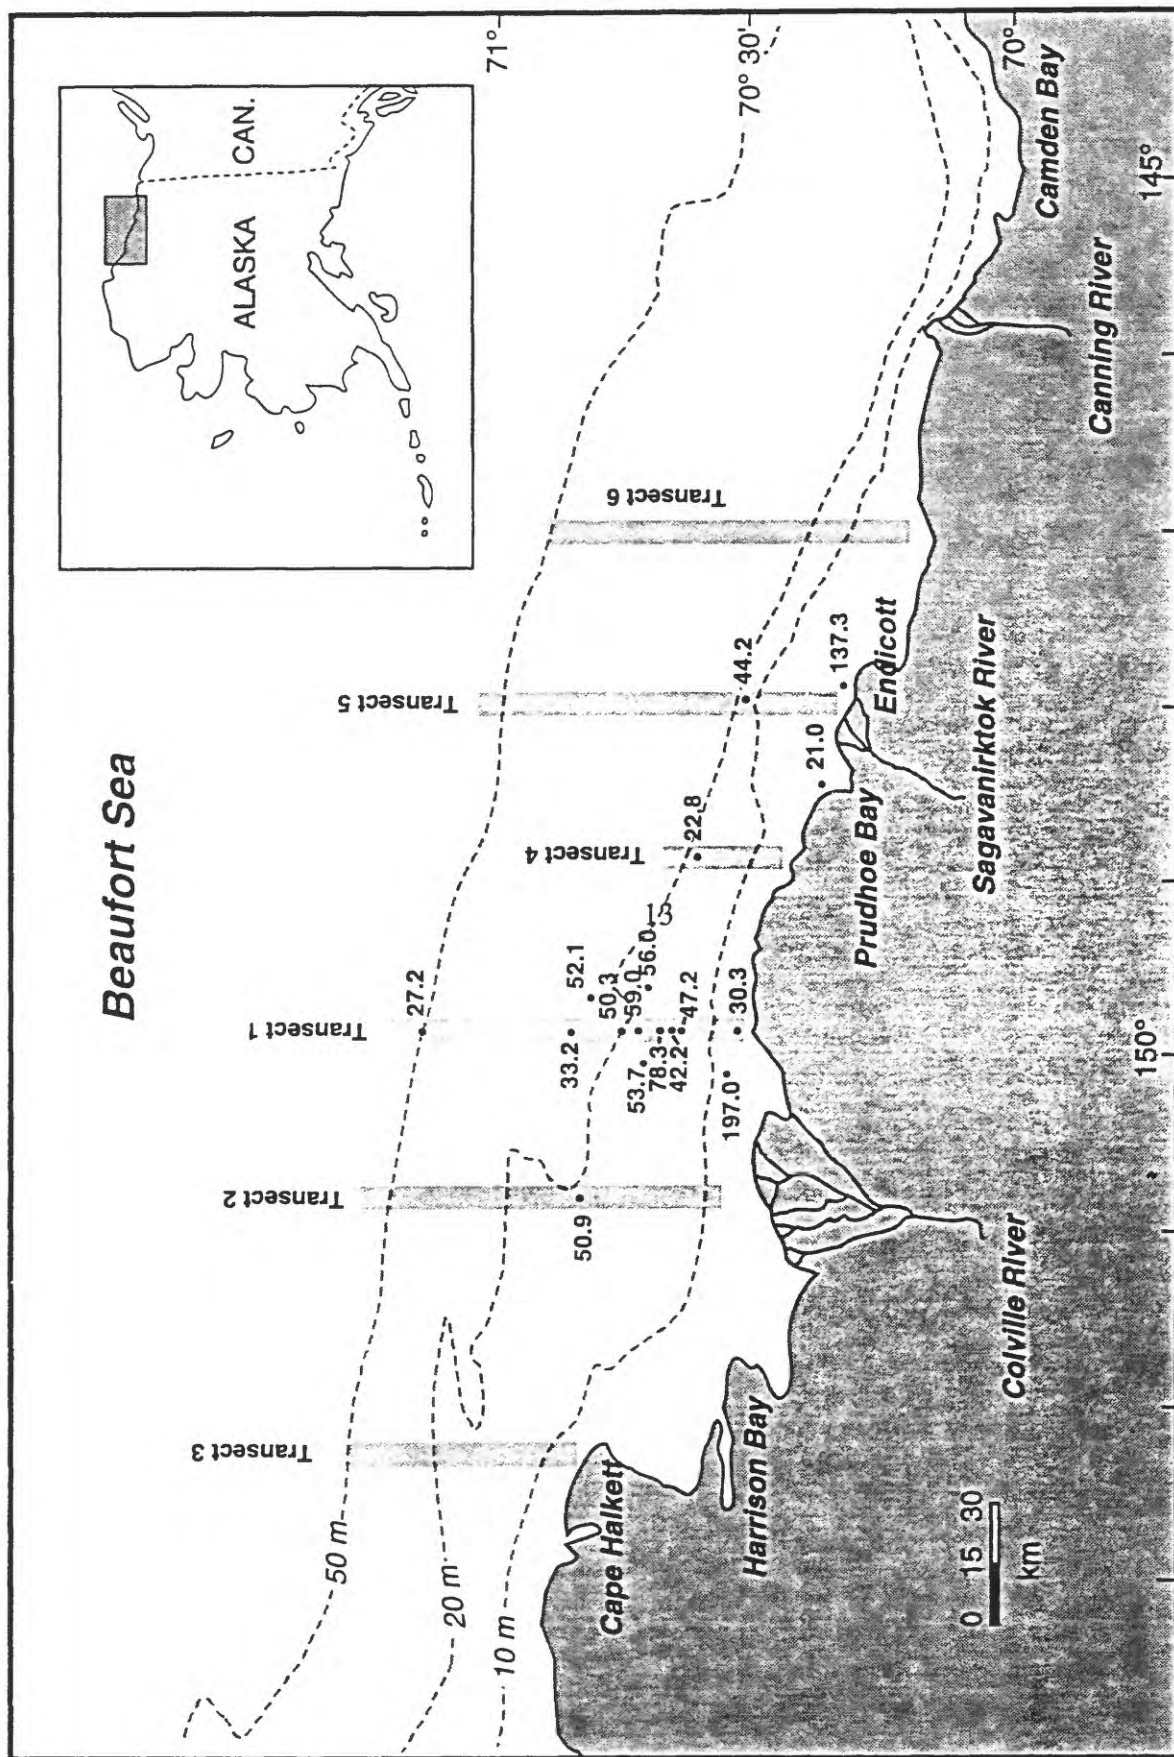 Beaufort Sea
ALASKA
CAN.
71°
70° 30'
70°
145°
150°
50 m
20 m
10 m
Transect 3
Transect 2
Transect 1
Transect 4
Transect 5
Transect 6
27.2
52.1
33.2
50.3
59.0
56.0
53.7
78.3
42.2
47.2
30.3
197.0
50.9
13
22.8
21.0
44.2
137.3
Cape Halkett
Harrison Bay
Colville River
Prudhoe Bay
Sagavanirktok River
Endicott
Canning River
Camden Bay
0 15 30
km